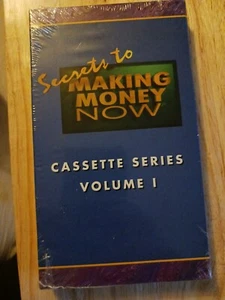 Secrets to
MAKING
MONEY
NOW
CASSETTE SERIES
VOLUME I